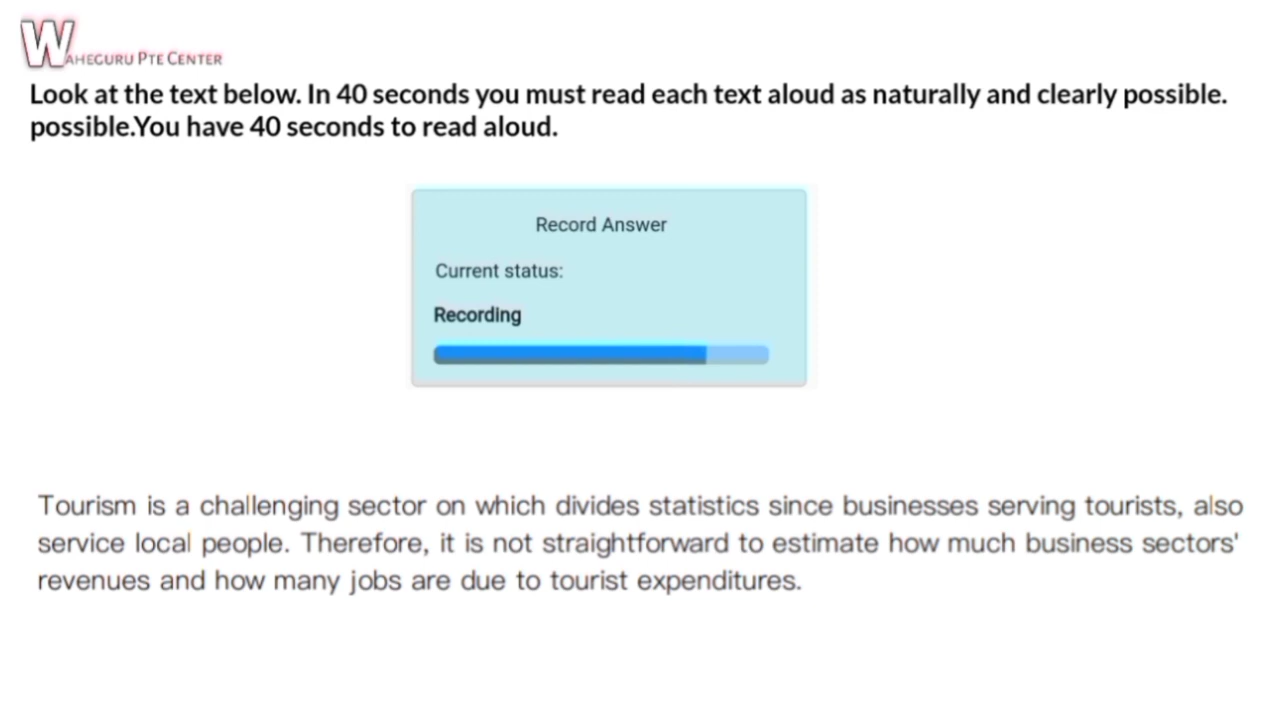 WAHEGURU PTE CENTER
Look at the text below. In 40 seconds you must read each text aloud as naturally and clearly possible.
possible.You have 40 seconds to read aloud.
Record Answer
Current status:
Recording
Tourism is a challenging sector on which divides statistics since businesses serving tourists, also
service local people. Therefore, it is not straightforward to estimate how much business sectors'
revenues and how many jobs are due to tourist expenditures.